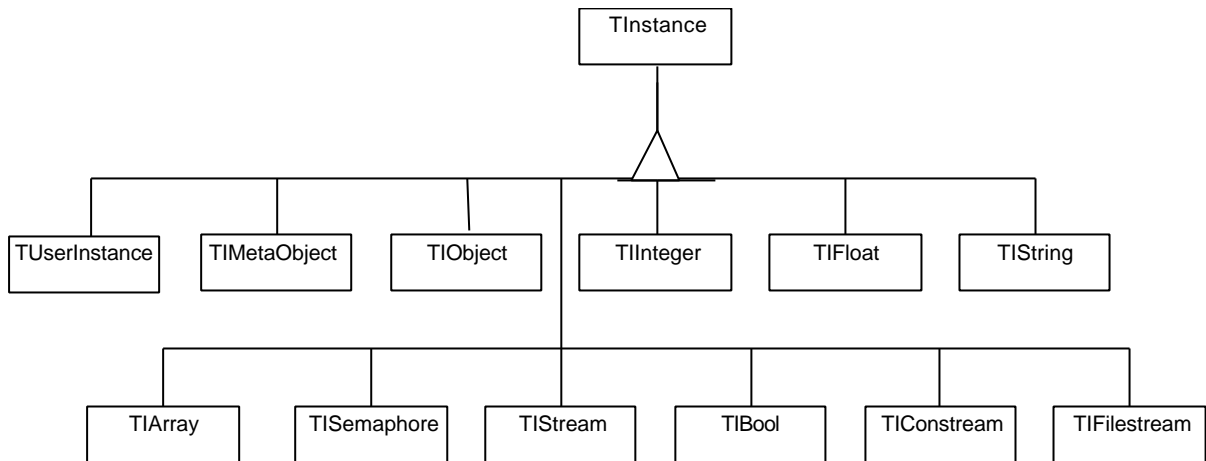 TInstance
TUserInstance
TIMetaObject
TIObject
TIInteger
TIFloat
TIString
TIArray
TISemaphore
TIStream
TIBool
TIConstream
TIFilestream